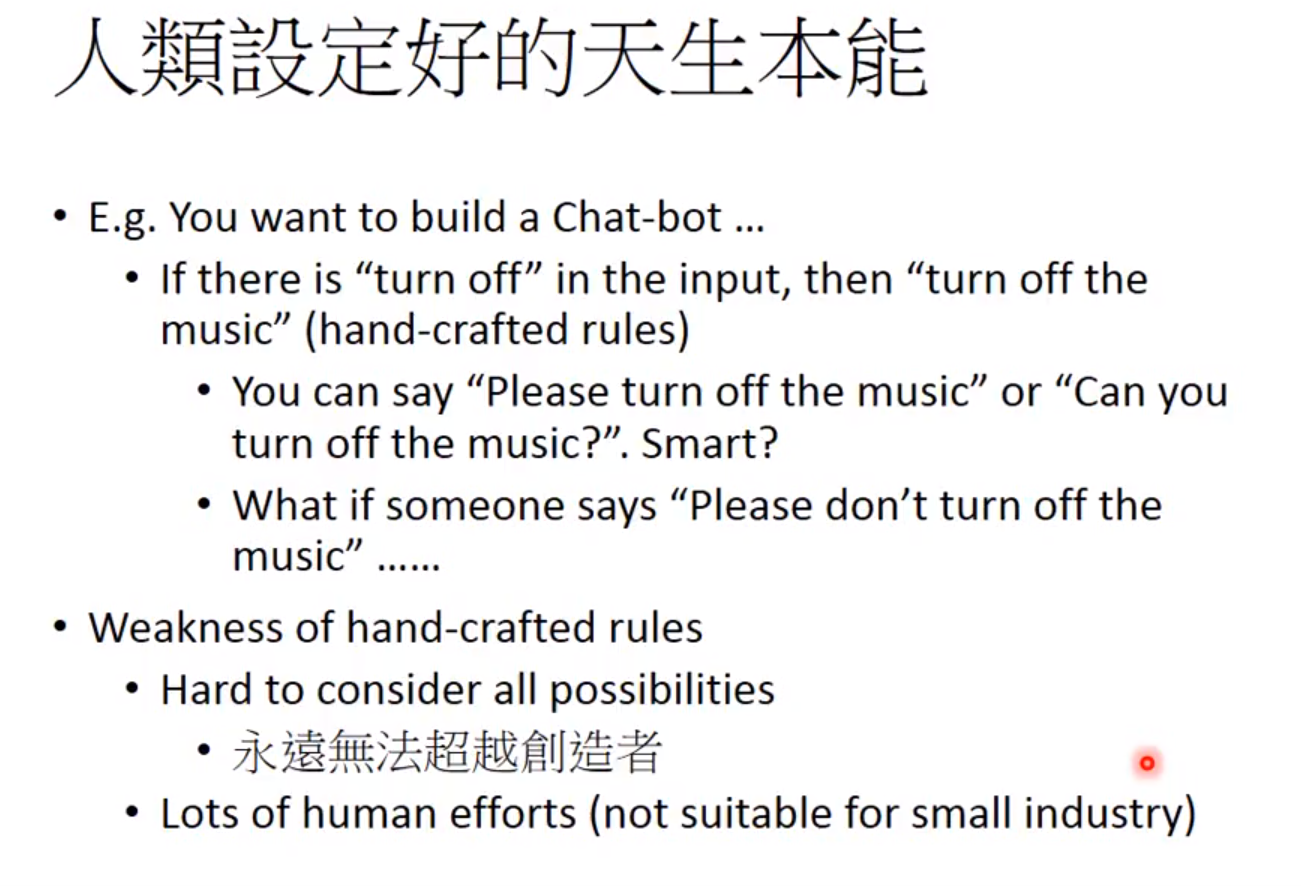 人類設定好的天生本能
• E.g. You want to build a Chat-bot …
• If there is “turn off” in the input, then “turn off the
music” (hand-crafted rules)
• You can say “Please turn off the music” or “Can you
turn off the music?”. Smart?
• What if someone says “Please don’t turn off the
music” ……
• Weakness of hand-crafted rules
• Hard to consider all possibilities
• 永遠無法超越創造者
• Lots of human efforts (not suitable for small industry)